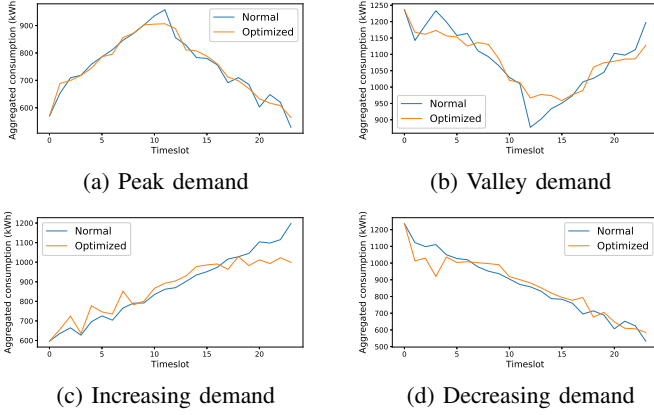 Aggregated consumption (kWh)
900
800
700
600
0 5 10 15 20
Timeslot
Normal
Optimized
(a) Peak demand
Aggregated consumption (kWh)
1250
1200
1150
1100
1050
1000
950
900
0 5 10 15 20
Timeslot
Normal
Optimized
(b) Valley demand
Aggregated consumption (kWh)
1200
1100
1000
900
800
700
600
0 5 10 15 20
Timeslot
Normal
Optimized
(c) Increasing demand
Aggregated consumption (kWh)
1200
1100
1000
900
800
700
600
500
0 5 10 15 20
Timeslot
Normal
Optimized
(d) Decreasing demand